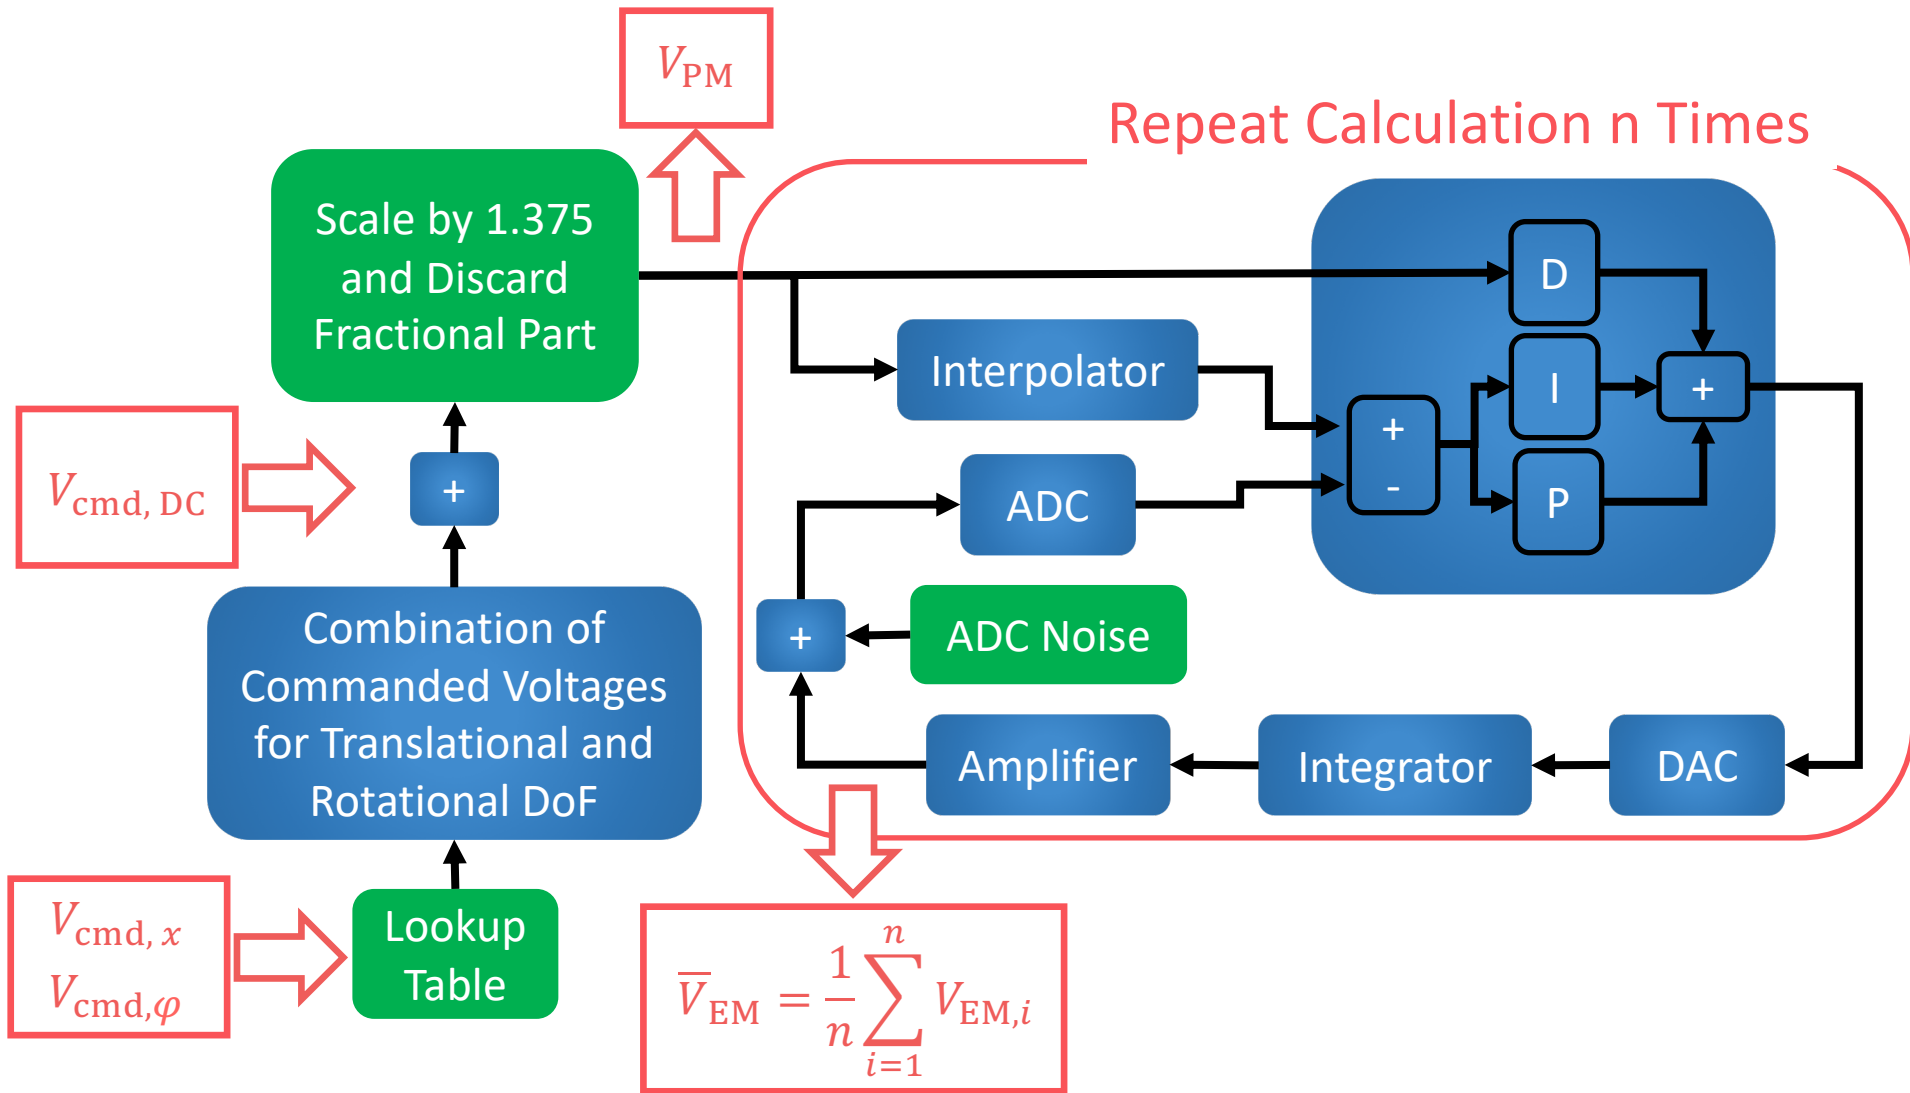 V_PM
Repeat Calculation n Times
Scale by 1.375
and Discard
Fractional Part
D
Interpolator
I
+
+
-
V_cmd, DC
+
ADC
P
Combination of
Commanded Voltages
for Translational and
Rotational DoF
+
ADC Noise
Amplifier
Integrator
DAC
V_cmd, x
V_cmd,φ
Lookup
Table
V̅_EM = 1/n ∑_{i=1}^{n} V_EM,i